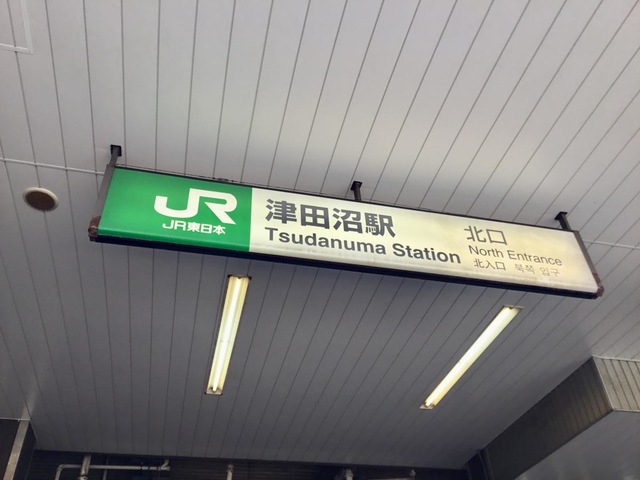 JR
JR東日本
津田沼駅
Tsudanuma Station
北口
North Entrance
北入口 북쪽 입구